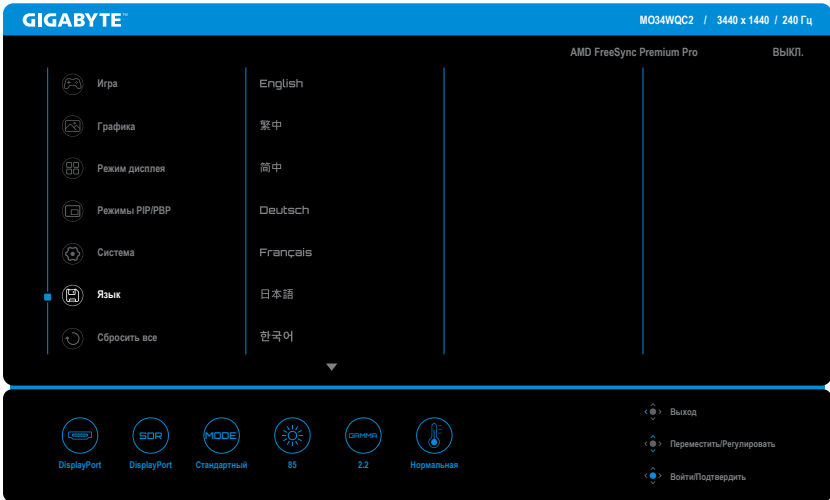 GIGABYTE™
MO34WQC2 / 3440 x 1440 / 240 Гц
AMD FreeSync Premium Pro ВЫКЛ.
Игра
Графика
Режим дисплея
Режимы PIP/PBP
Система
Язык
Сбросить все
English
繁中
简中
Deutsch
Français
日本語
한국어
SDR
MODE
GAMMA
DisplayPort
DisplayPort
Стандартный
85
2.2
Нормальная
Выход
Переместить/Регулировать
Войти/Подтвердить